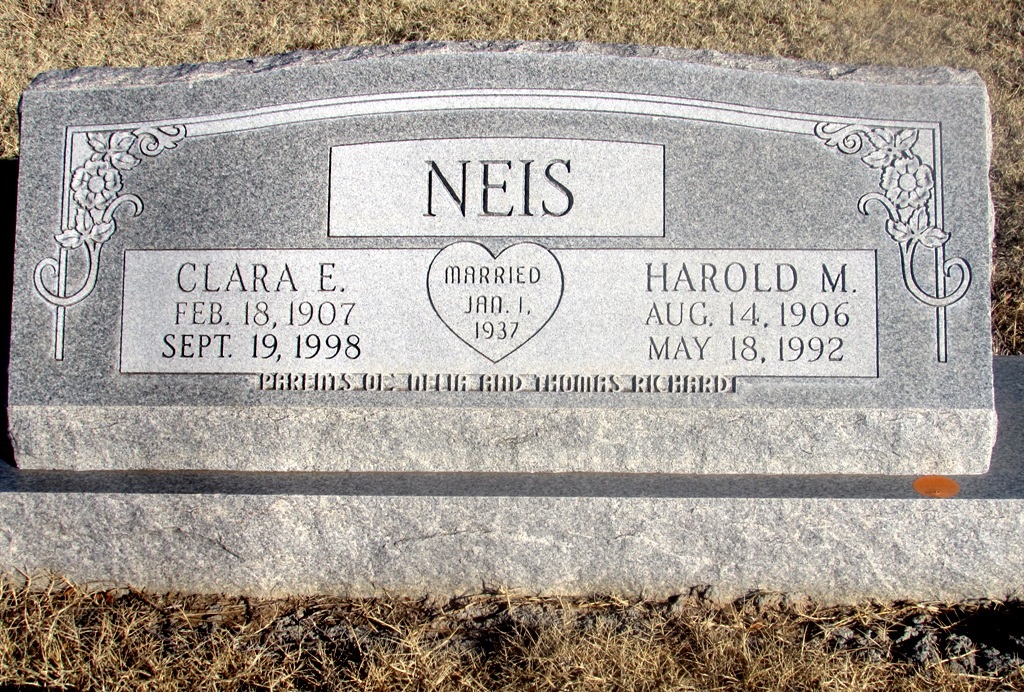 NEIS
CLARA E.
FEB. 18, 1907
SEPT. 19, 1998
MARRIED
JAN. 1,
1937
HAROLD M.
AUG. 14, 1906
MAY 18, 1992
PARENTS OF AND THOMAS RICHARD